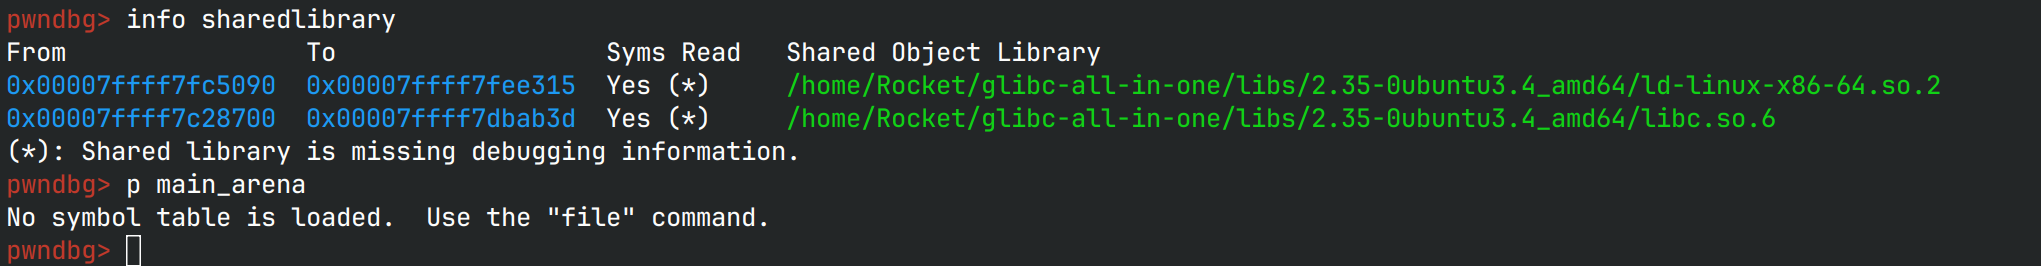 pwndbg> info sharedlibrary
From                To                  Syms Read   Shared Object Library
0x00007ffff7fc5090  0x00007ffff7fee315  Yes (*)     /home/Rocket/glibc-all-in-one/libs/2.35-0ubuntu3.4_amd64/ld-linux-x86-64.so.2
0x00007ffff7c28700  0x00007ffff7dbab3d  Yes (*)     /home/Rocket/glibc-all-in-one/libs/2.35-0ubuntu3.4_amd64/libc.so.6
(*): Shared library is missing debugging information.
pwndbg> p main_arena
No symbol table is loaded.  Use the "file" command.
pwndbg>